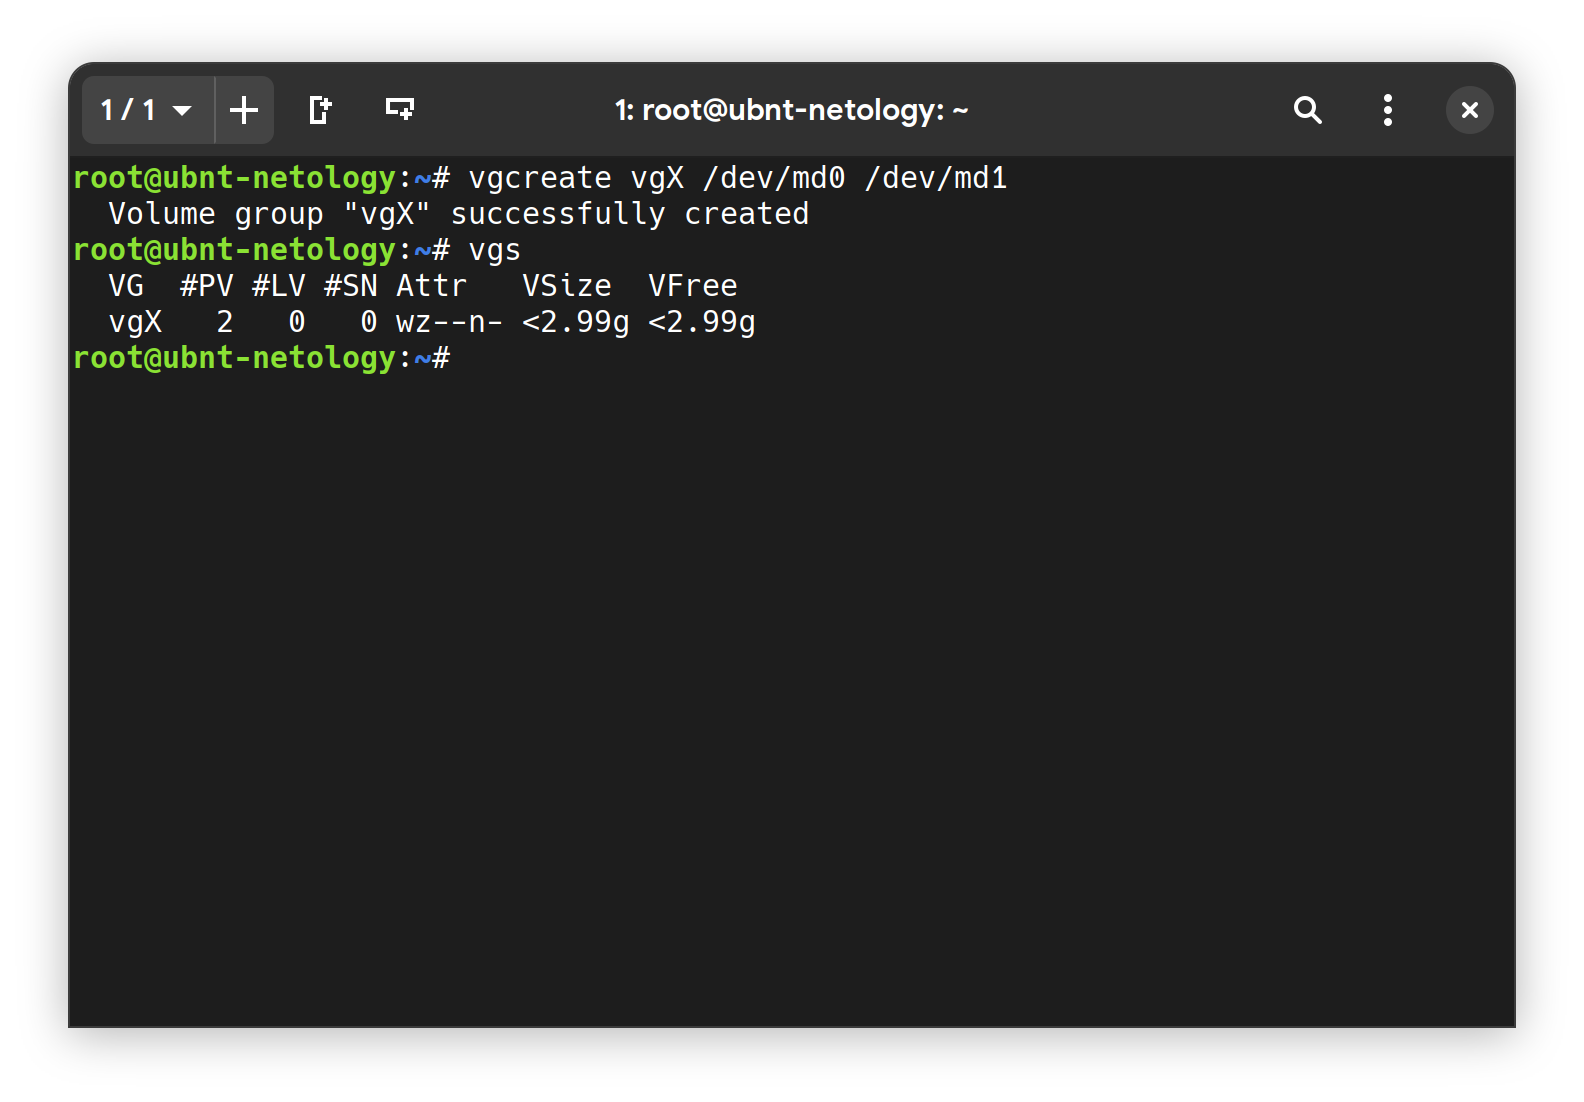 1 / 1
1: root@ubnt-netology: ~
root@ubnt-netology:~# vgcreate vgX /dev/md0 /dev/md1
  Volume group "vgX" successfully created
root@ubnt-netology:~# vgs
  VG  #PV #LV #SN Attr   VSize  VFree
  vgX   2   0   0 wz--n- <2.99g <2.99g
root@ubnt-netology:~#